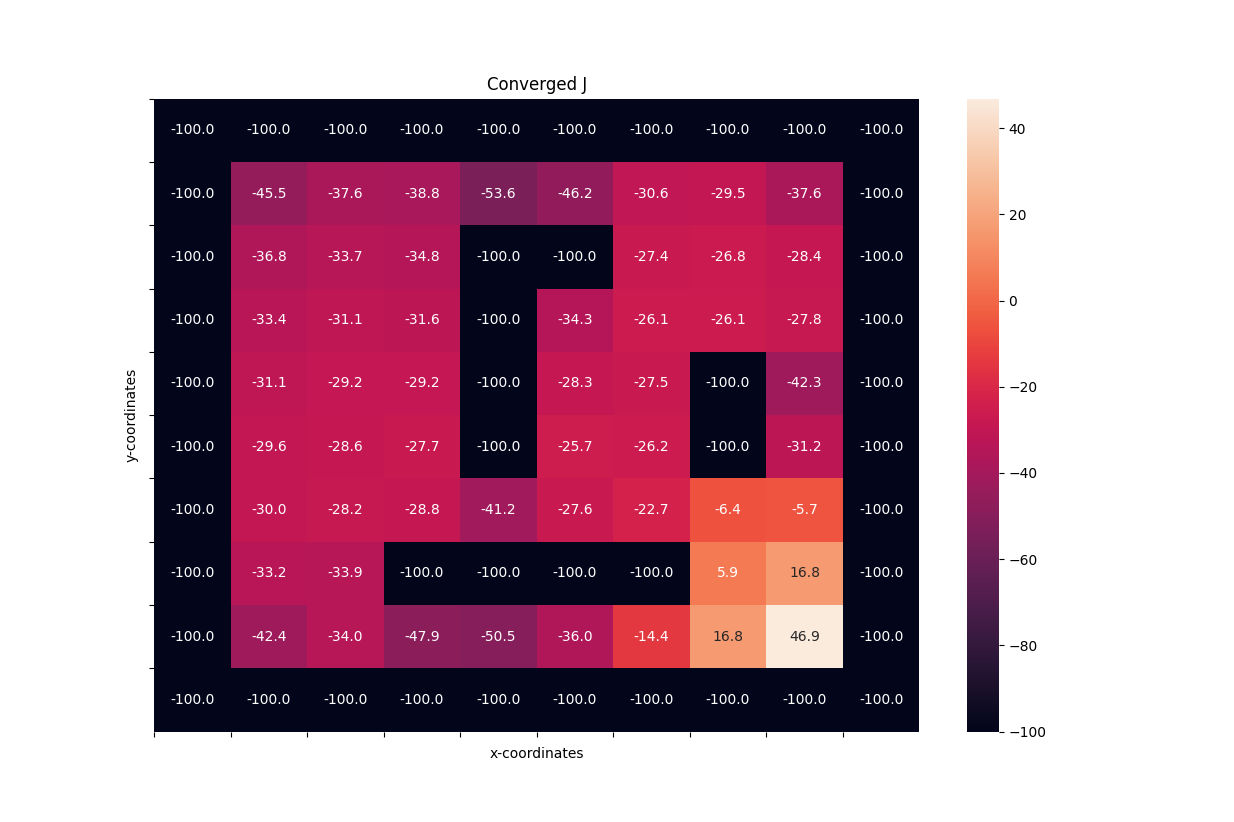 Converged J
-100.0 -100.0 -100.0 -100.0 -100.0 -100.0 -100.0 -100.0 -100.0 -100.0
40
-100.0 -45.5 -37.6 -38.8 -53.6 -46.2 -30.6 -29.5 -37.6 -100.0
20
-100.0 -36.8 -33.7 -34.8 -100.0 -100.0 -27.4 -26.8 -28.4 -100.0
0
-100.0 -33.4 -31.1 -31.6 -100.0 -34.3 -26.1 -26.1 -27.8 -100.0
-100.0 -31.1 -29.2 -29.2 -100.0 -28.3 -27.5 -100.0 -42.3 -100.0
−20
y-coordinates
-100.0 -29.6 -28.6 -27.7 -100.0 -25.7 -26.2 -100.0 -31.2 -100.0
−40
-100.0 -30.0 -28.2 -28.8 -41.2 -27.6 -22.7 -6.4 -5.7 -100.0
−60
-100.0 -33.2 -33.9 -100.0 -100.0 -100.0 -100.0 5.9 16.8 -100.0
-100.0 -42.4 -34.0 -47.9 -50.5 -36.0 -14.4 16.8 46.9 -100.0
−80
-100.0 -100.0 -100.0 -100.0 -100.0 -100.0 -100.0 -100.0 -100.0 -100.0
−100
x-coordinates